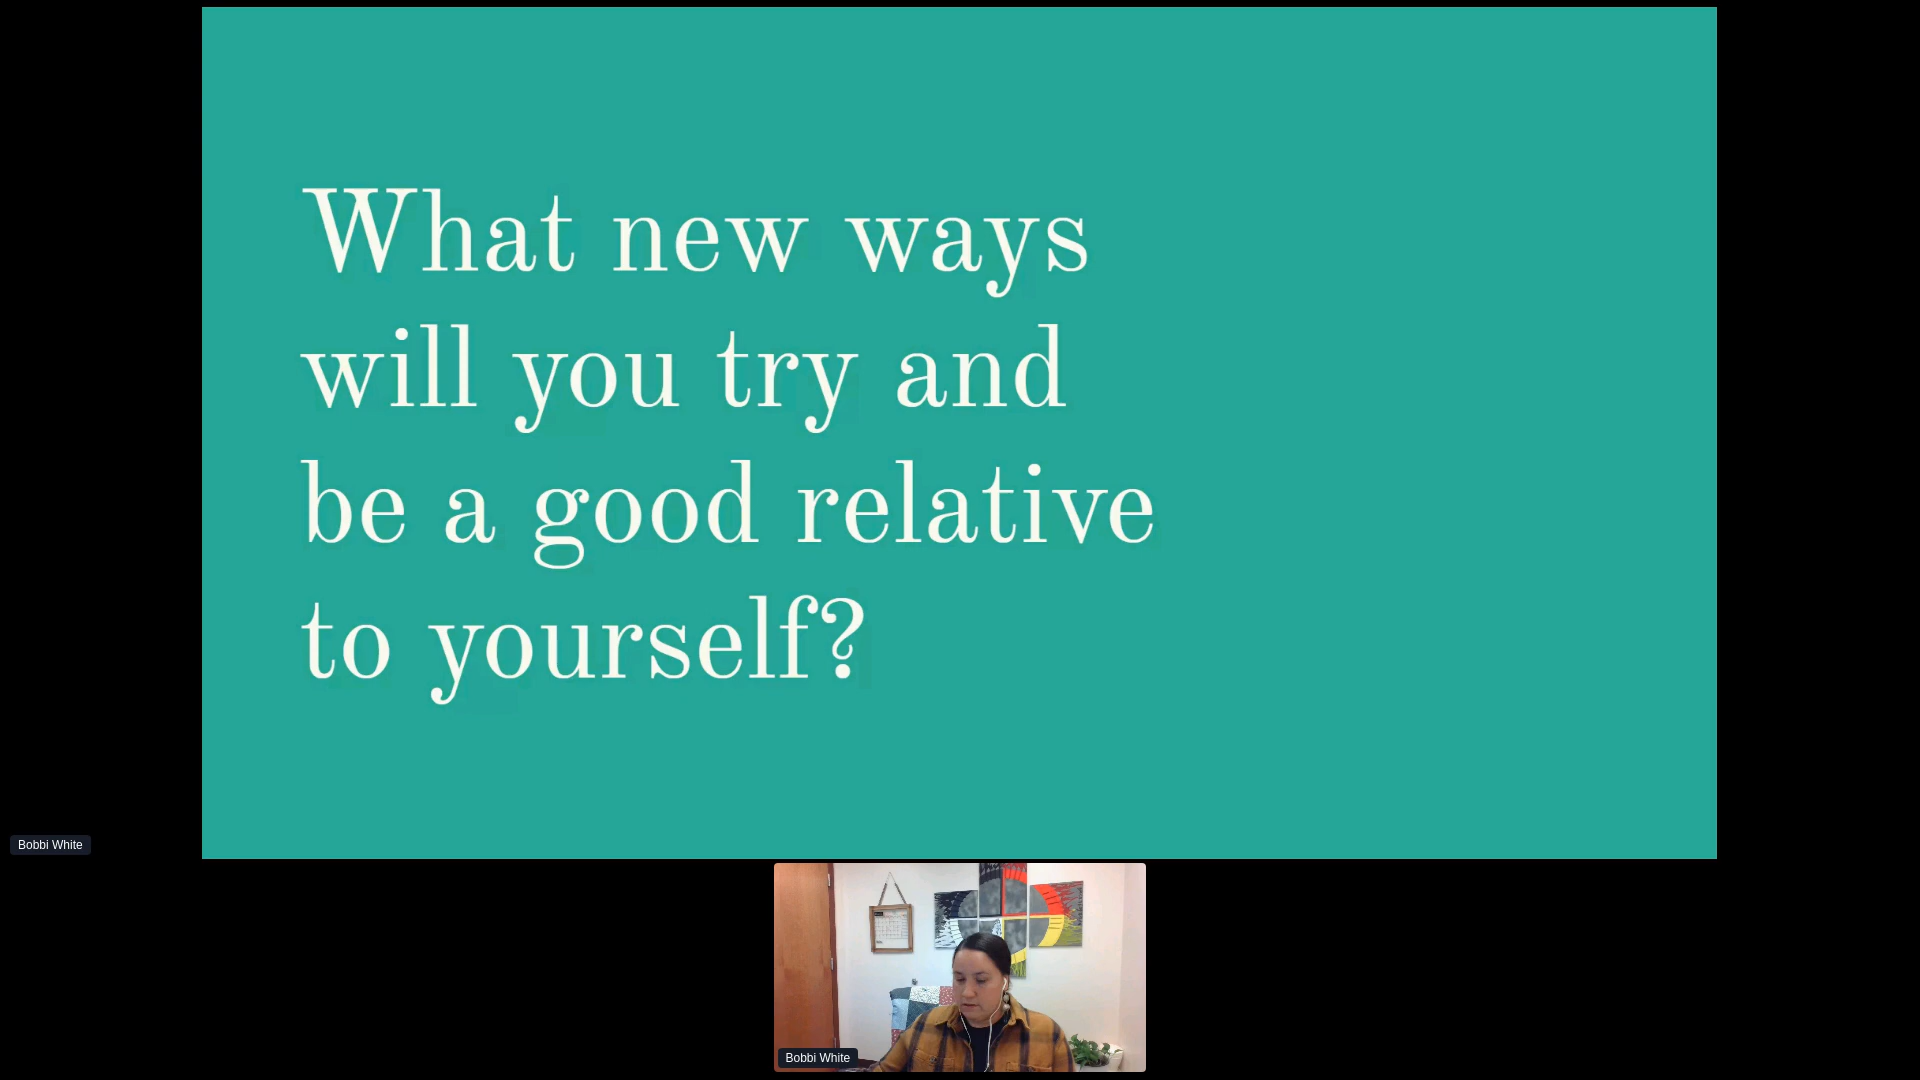 What new ways
will you try and
be a good relative
to yourself?
Bobbi White
Bobbi White